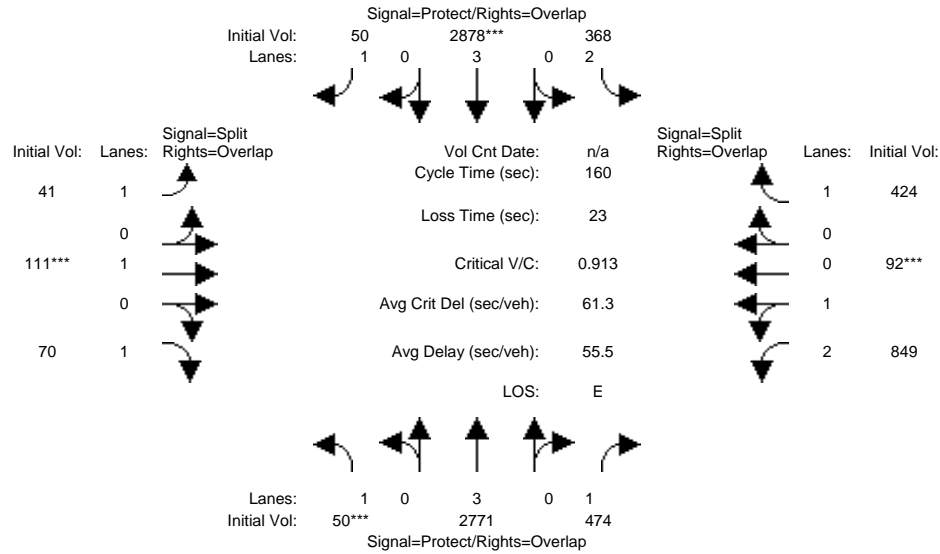 Signal=Protect/Rights=Overlap
Initial Vol: 50 2878*** 368
Lanes: 1 0 3 0 2
Signal=Split
Initial Vol: Lanes: Rights=Overlap
Vol Cnt Date: n/a
Signal=Split
Rights=Overlap Lanes: Initial Vol:
Cycle Time (sec): 160
41 1
1 424
Loss Time (sec): 23
0
0
111*** 1
Critical V/C: 0.913
0 92***
0
Avg Crit Del (sec/veh): 61.3
1
70 1
Avg Delay (sec/veh): 55.5
2 849
LOS: E
Lanes: 1 0 3 0 1
Initial Vol: 50*** 2771 474
Signal=Protect/Rights=Overlap